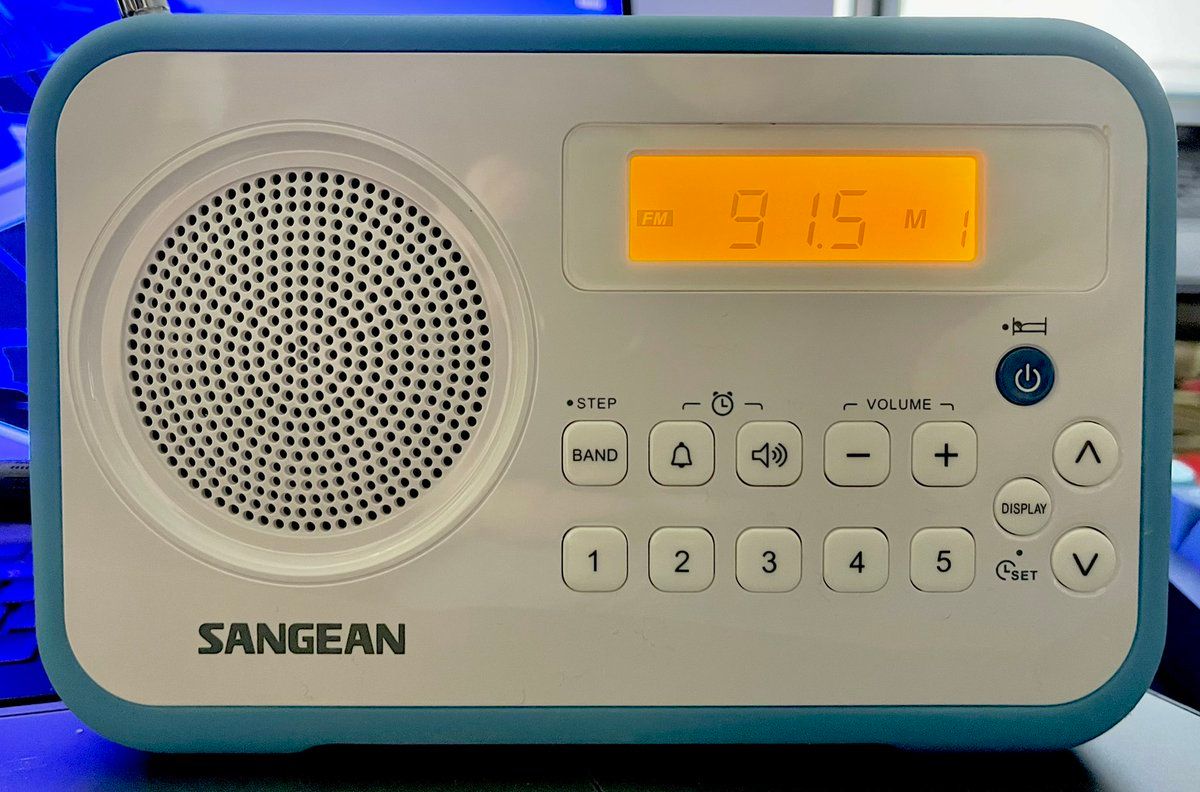 FM 91.5 M 1
STEP
VOLUME
BAND
- +
DISPLAY
1 2 3 4 5
SET
SANGEAN